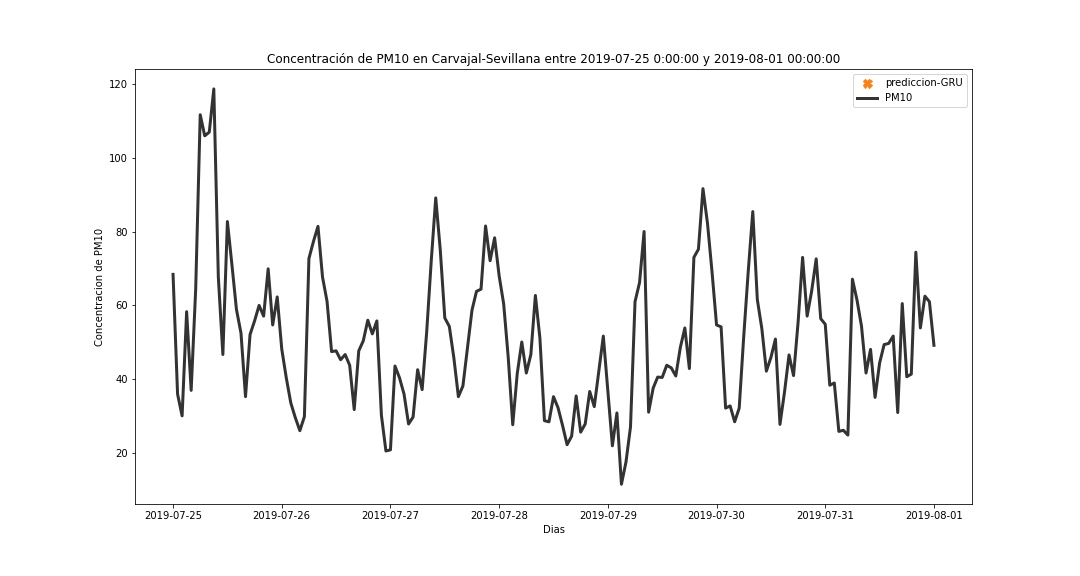 Concentración de PM10 en Carvajal-Sevillana entre 2019-07-25 0:00:00 y 2019-08-01 00:00:00
prediccion-GRU
PM10
Concentracion de PM10
120
100
80
60
40
20
2019-07-25 2019-07-26 2019-07-27 2019-07-28 2019-07-29 2019-07-30 2019-07-31 2019-08-01
Dias